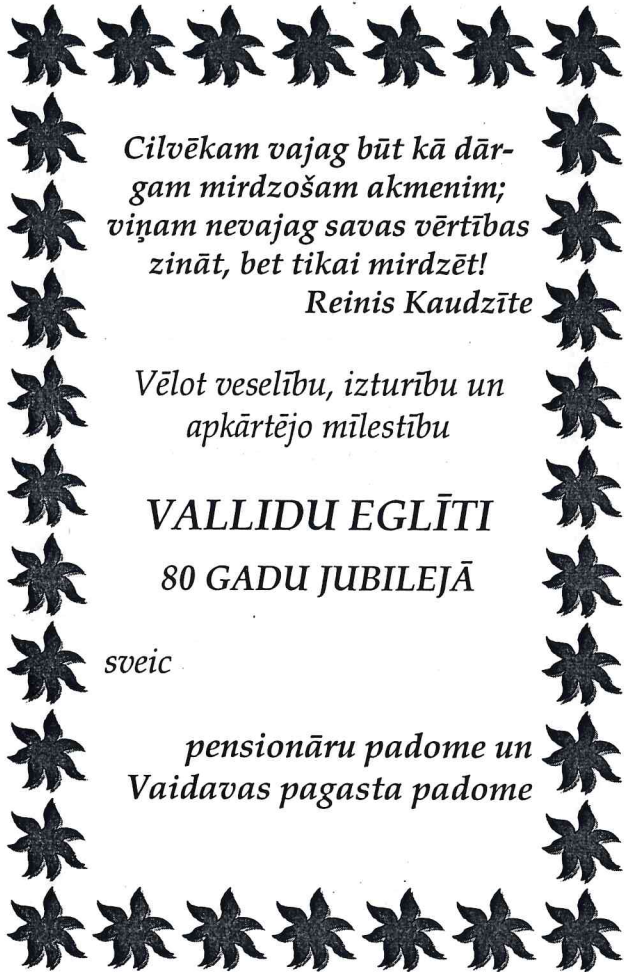 Cilvēkam vajag būt kā dār-
gam mirdzošam akmenim;
viņam nevajag savas vērtības
zināt, bet tikai mirdzēt!
Reinis Kaudzīte
Vēlot veselību, izturību un
apkārtējo mīlestību
VALLIDU EGLĪTI
80 GADU JUBILEJĀ
sveic
pensionāru padome un
Vaidavas pagasta padome